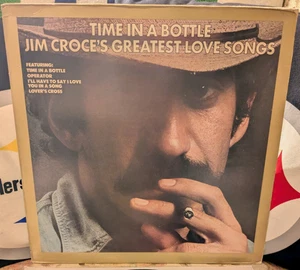 TIME IN A BOTTLE
JIM CROCE'S GREATEST LOVE SONGS
FEATURING:
TIME IN A BOTTLE
OPERATOR
I'LL HAVE TO SAY I LOVE
YOU IN A SONG
LOVER'S CROSS
lers